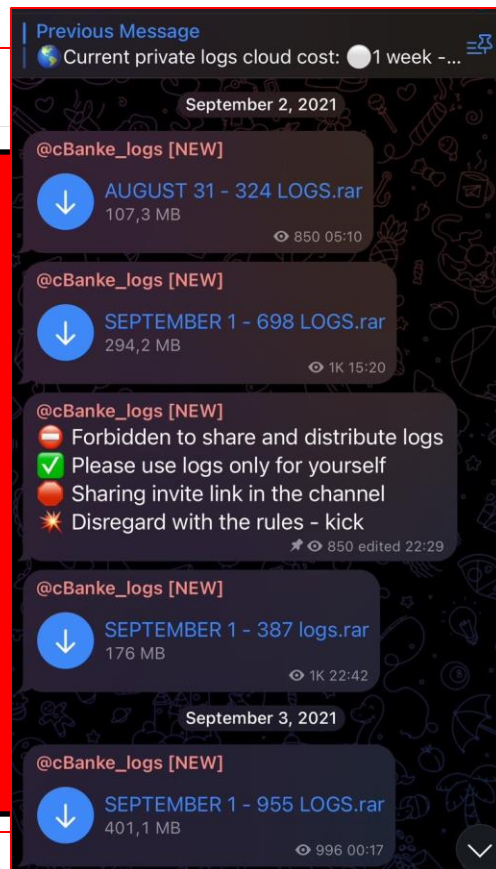 Previous Message
🌎Current private logs cloud cost: ⚪1 week -...
September 2, 2021
@cBanke_logs [NEW]
AUGUST 31 - 324 LOGS.rar
107,3 MB
850 05:10
@cBanke_logs [NEW]
SEPTEMBER 1 - 698 LOGS.rar
294,2 MB
1K 15:20
@cBanke_logs [NEW]
⛔ Forbidden to share and distribute logs
✅ Please use logs only for yourself
🛑 Sharing invite link in the channel
💥 Disregard with the rules - kick
850 edited 22:29
@cBanke_logs [NEW]
SEPTEMBER 1 - 387 logs.rar
176 MB
1K 22:42
September 3, 2021
@cBanke_logs [NEW]
SEPTEMBER 1 - 955 LOGS.rar
401,1 MB
996 00:17